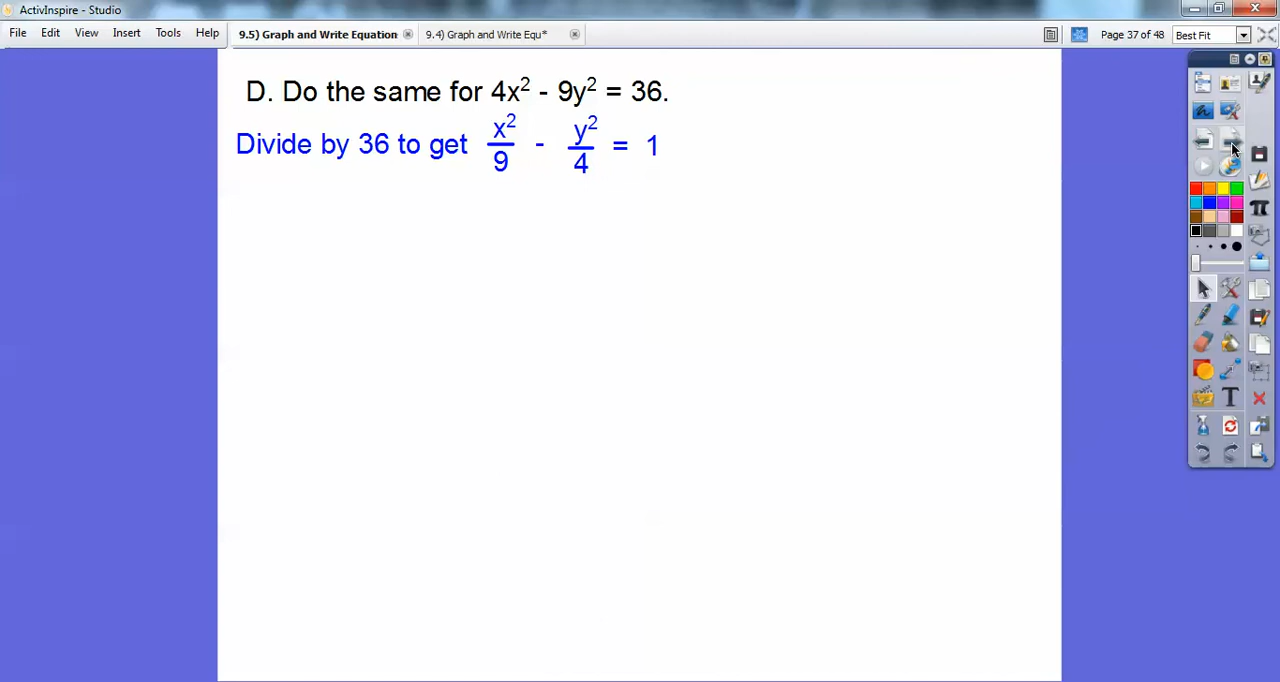 ActivInspire - Studio
File Edit View Insert Tools Help
9.5) Graph and Write Equation 9.4) Graph and Write Equ* Page 37 of 48 Best Fit
D. Do the same for 4x² - 9y² = 36.
Divide by 36 to get x²/9 - y²/4 = 1